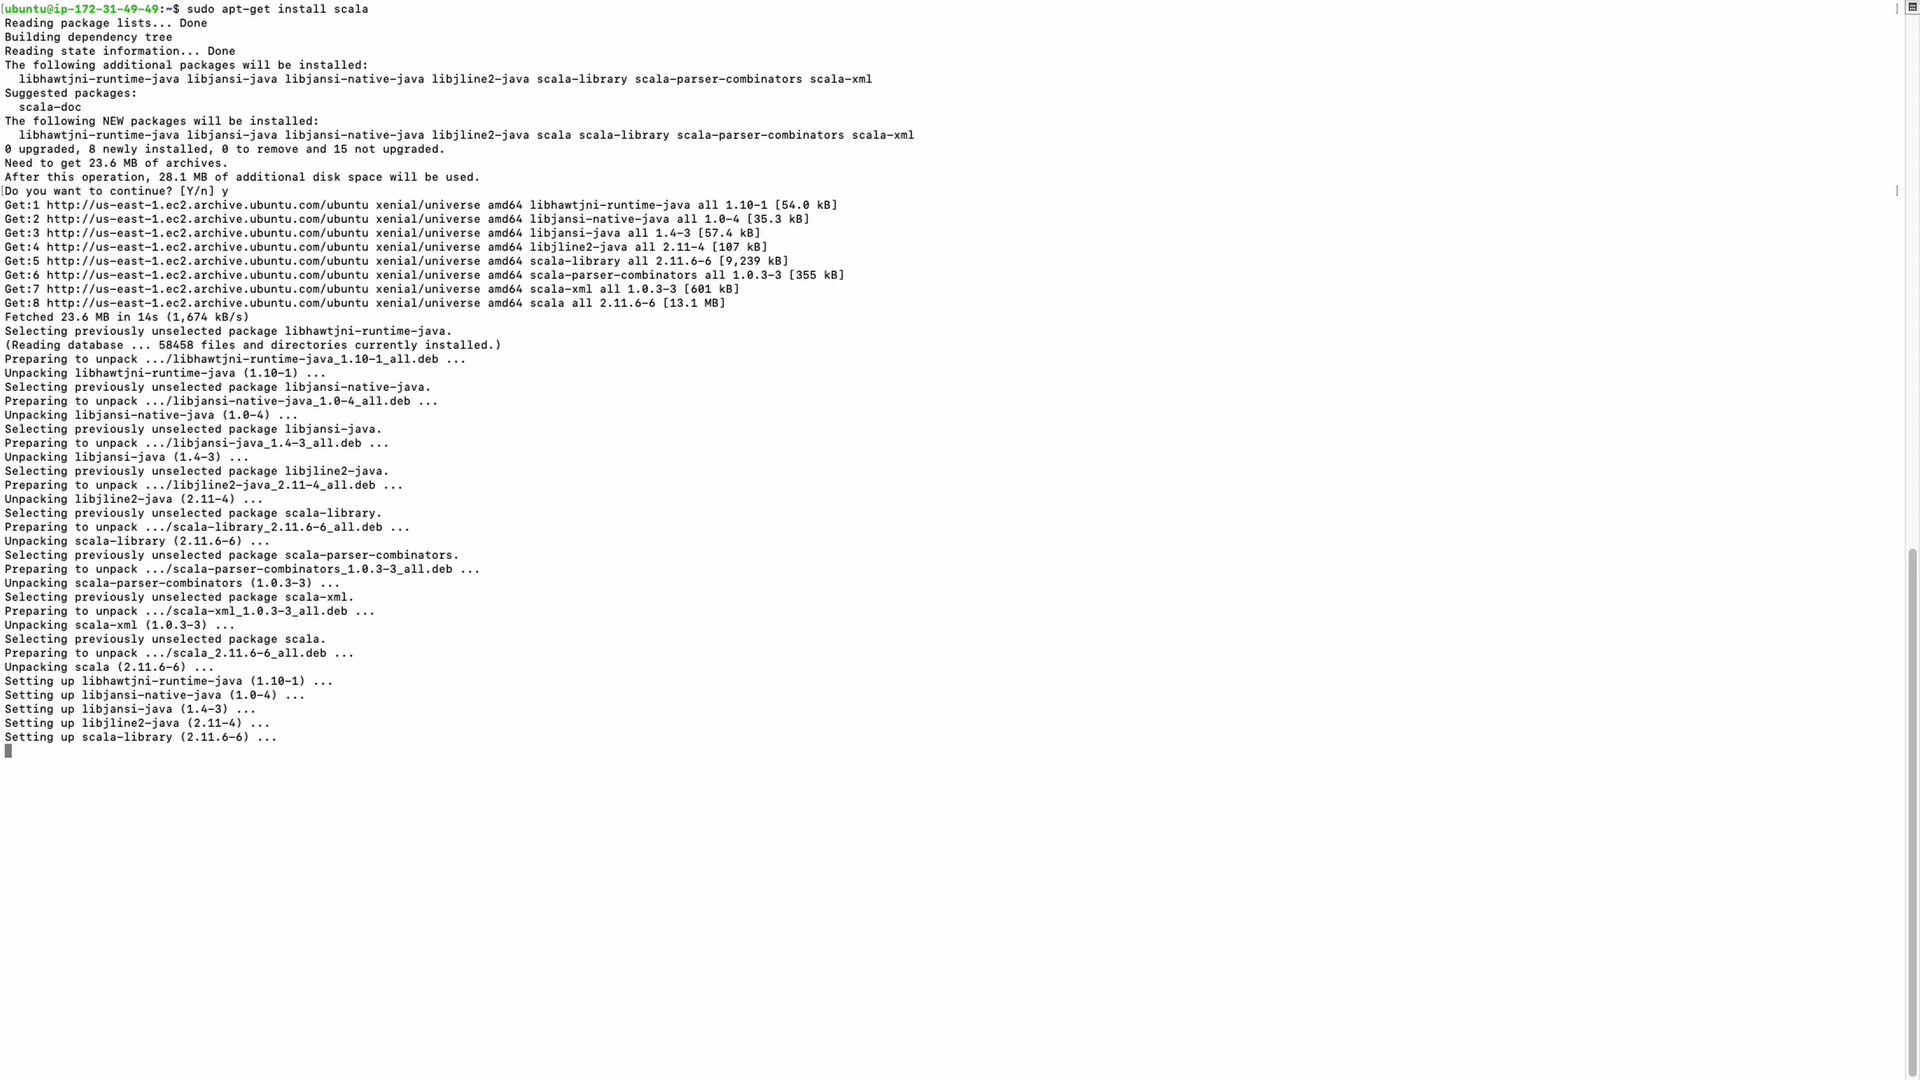 [ubuntu@ip-172-31-49-49:~$ sudo apt-get install scala ]
Reading package lists... Done
Building dependency tree
Reading state information... Done
The following additional packages will be installed:
  libhawtjni-runtime-java libjansi-java libjansi-native-java libjline2-java scala-library scala-parser-combinators scala-xml
Suggested packages:
  scala-doc
The following NEW packages will be installed:
  libhawtjni-runtime-java libjansi-java libjansi-native-java libjline2-java scala scala-library scala-parser-combinators scala-xml
0 upgraded, 8 newly installed, 0 to remove and 15 not upgraded.
Need to get 23.6 MB of archives.
After this operation, 28.1 MB of additional disk space will be used.
[Do you want to continue? [Y/n] y ]
Get:1 http://us-east-1.ec2.archive.ubuntu.com/ubuntu xenial/universe amd64 libhawtjni-runtime-java all 1.10-1 [54.0 kB]
Get:2 http://us-east-1.ec2.archive.ubuntu.com/ubuntu xenial/universe amd64 libjansi-native-java all 1.0-4 [35.3 kB]
Get:3 http://us-east-1.ec2.archive.ubuntu.com/ubuntu xenial/universe amd64 libjansi-java all 1.4-3 [57.4 kB]
Get:4 http://us-east-1.ec2.archive.ubuntu.com/ubuntu xenial/universe amd64 libjline2-java all 2.11-4 [107 kB]
Get:5 http://us-east-1.ec2.archive.ubuntu.com/ubuntu xenial/universe amd64 scala-library all 2.11.6-6 [9,239 kB]
Get:6 http://us-east-1.ec2.archive.ubuntu.com/ubuntu xenial/universe amd64 scala-parser-combinators all 1.0.3-3 [355 kB]
Get:7 http://us-east-1.ec2.archive.ubuntu.com/ubuntu xenial/universe amd64 scala-xml all 1.0.3-3 [601 kB]
Get:8 http://us-east-1.ec2.archive.ubuntu.com/ubuntu xenial/universe amd64 scala all 2.11.6-6 [13.1 MB]
Fetched 23.6 MB in 14s (1,674 kB/s)
Selecting previously unselected package libhawtjni-runtime-java.
(Reading database ... 58458 files and directories currently installed.)
Preparing to unpack .../libhawtjni-runtime-java_1.10-1_all.deb ...
Unpacking libhawtjni-runtime-java (1.10-1) ...
Selecting previously unselected package libjansi-native-java.
Preparing to unpack .../libjansi-native-java_1.0-4_all.deb ...
Unpacking libjansi-native-java (1.0-4) ...
Selecting previously unselected package libjansi-java.
Preparing to unpack .../libjansi-java_1.4-3_all.deb ...
Unpacking libjansi-java (1.4-3) ...
Selecting previously unselected package libjline2-java.
Preparing to unpack .../libjline2-java_2.11-4_all.deb ...
Unpacking libjline2-java (2.11-4) ...
Selecting previously unselected package scala-library.
Preparing to unpack .../scala-library_2.11.6-6_all.deb ...
Unpacking scala-library (2.11.6-6) ...
Selecting previously unselected package scala-parser-combinators.
Preparing to unpack .../scala-parser-combinators_1.0.3-3_all.deb ...
Unpacking scala-parser-combinators (1.0.3-3) ...
Selecting previously unselected package scala-xml.
Preparing to unpack .../scala-xml_1.0.3-3_all.deb ...
Unpacking scala-xml (1.0.3-3) ...
Selecting previously unselected package scala.
Preparing to unpack .../scala_2.11.6-6_all.deb ...
Unpacking scala (2.11.6-6) ...
Setting up libhawtjni-runtime-java (1.10-1) ...
Setting up libjansi-native-java (1.0-4) ...
Setting up libjansi-java (1.4-3) ...
Setting up libjline2-java (2.11-4) ...
Setting up scala-library (2.11.6-6) ...